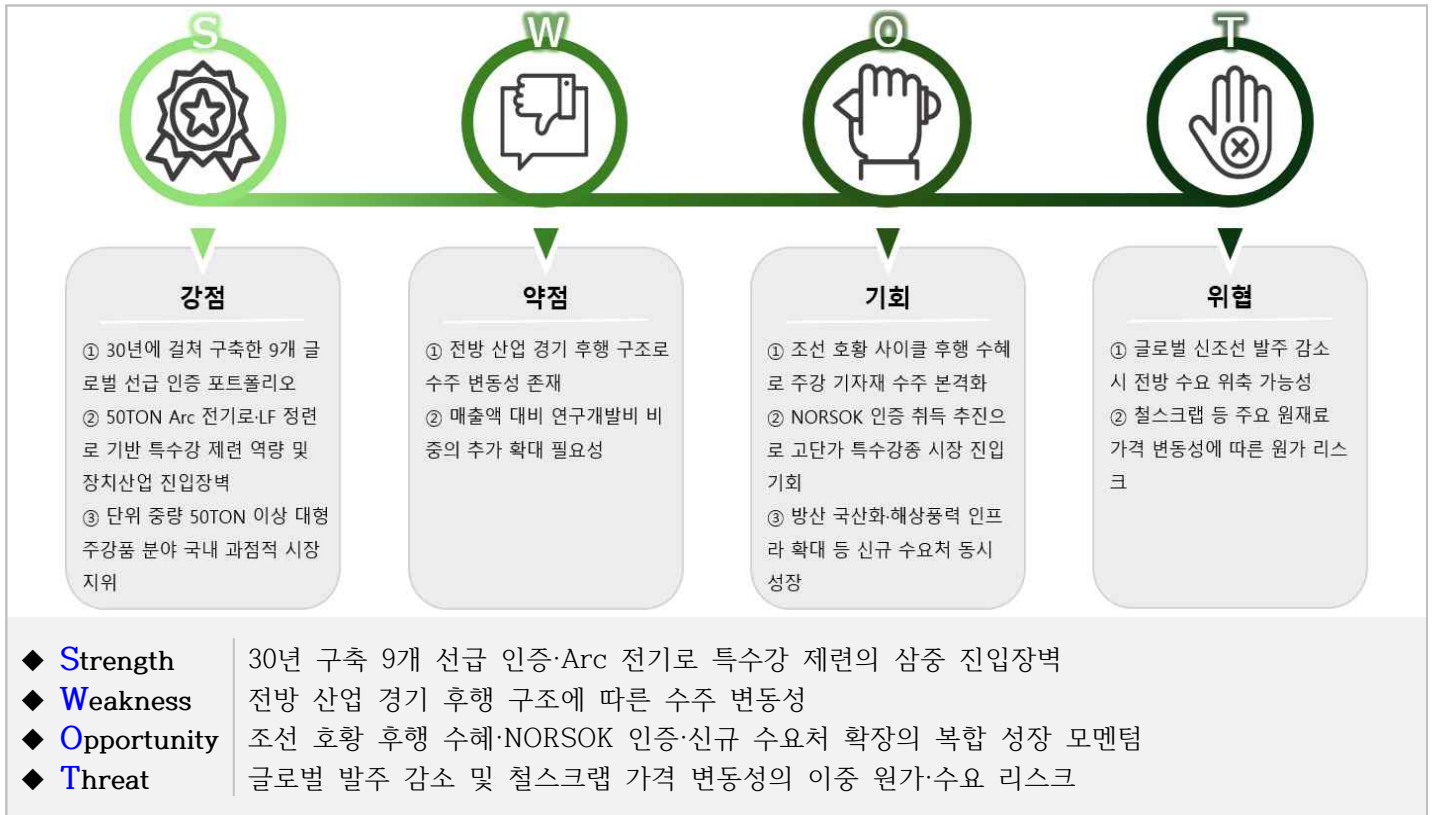 S W O T
강점
① 30년에 걸쳐 구축한 9개 글
로벌 선급 인증 포트폴리오
② 50TON Arc 전기로·LF 정련
로 기반 특수강 제련 역량 및
장치산업 진입장벽
③ 단위 중량 50TON 이상 대형
주강품 분야 국내 과점적 시장
지위
약점
① 전방 산업 경기 후행 구조로
수주 변동성 존재
② 매출액 대비 연구개발비 비
중의 추가 확대 필요성
기회
① 조선 호황 사이클 후행 수혜
로 주강 기자재 수주 본격화
② NORSOK 인증 취득 추진으
로 고단가 특수강종 시장 진입
기회
③ 방산 국산화·해상풍력 인프
라 확대 등 신규 수요처 동시
성장
위협
① 글로벌 신조선 발주 감소
시 전방 수요 위축 가능성
② 철스크랩 등 주요 원재료
가격 변동성에 따른 원가 리스
크
◆ Strength 30년 구축 9개 선급 인증·Arc 전기로 특수강 제련의 삼중 진입장벽
◆ Weakness 전방 산업 경기 후행 구조에 따른 수주 변동성
◆ Opportunity 조선 호황 후행 수혜·NORSOK 인증·신규 수요처 확장의 복합 성장 모멘텀
◆ Threat 글로벌 발주 감소 및 철스크랩 가격 변동성의 이중 원가·수요 리스크